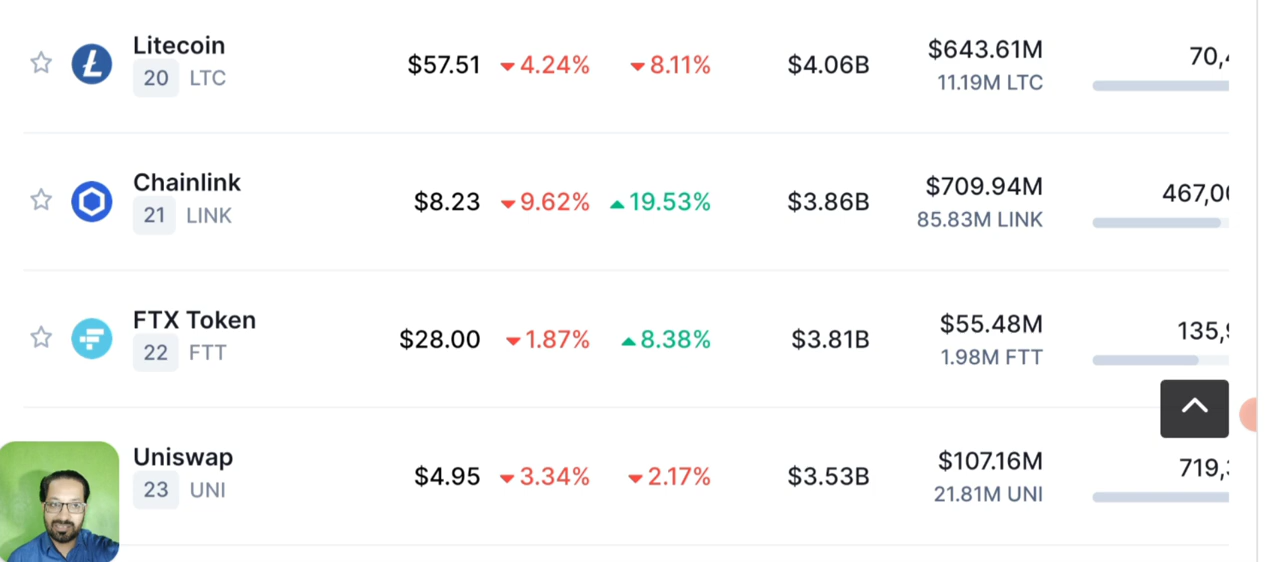 Litecoin
20 LTC
$57.51 4.24% 8.11% $4.06B $643.61M
11.19M LTC
Chainlink
21 LINK
$8.23 9.62% 19.53% $3.86B $709.94M
85.83M LINK
FTX Token
22 FTT
$28.00 1.87% 8.38% $3.81B $55.48M
1.98M FTT
Uniswap
23 UNI
$4.95 3.34% 2.17% $3.53B $107.16M
21.81M UNI